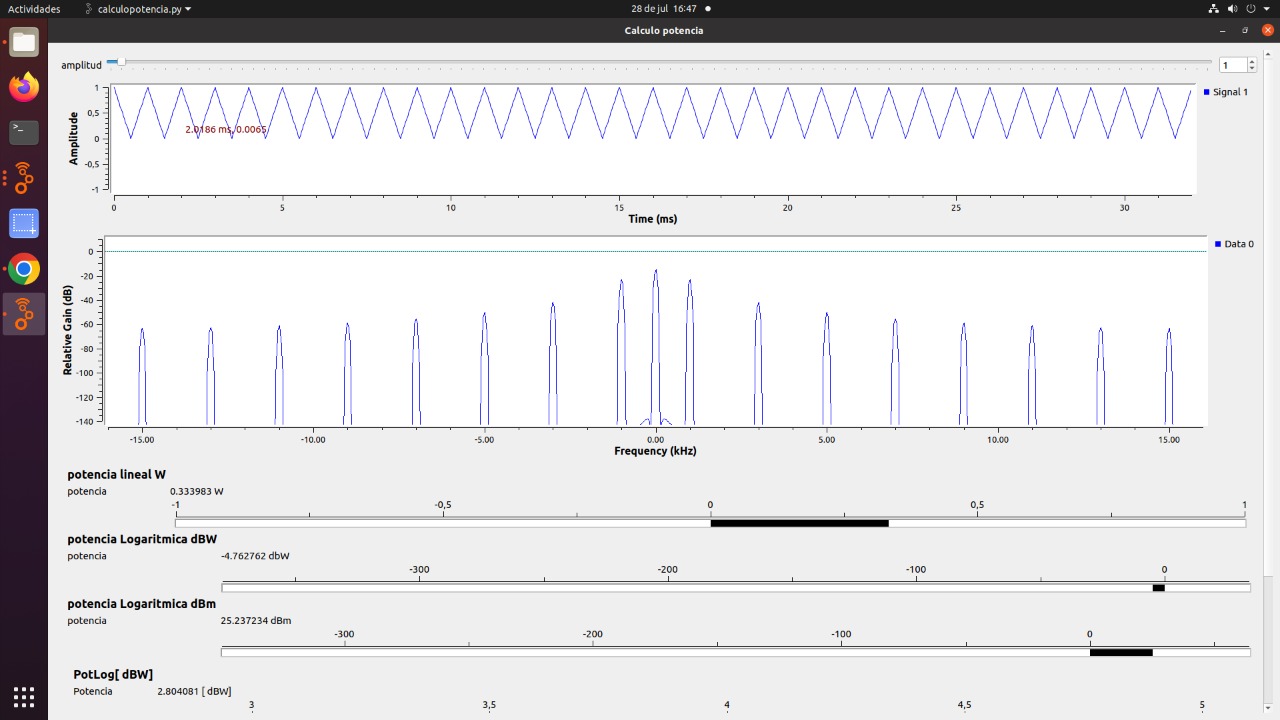 Actividades calculopotencia.py 28 de jul 16:47
Calculo potencia
amplitud 1
1
0,5
0
-0,5
-1
Amplitude
2.0186 ms, 0.0065
Signal 1
0 5 10 15 20 25 30
Time (ms)
0
-20
-40
-60
-80
-100
-120
-140
Relative Gain (dB)
Data 0
-15.00 -10.00 -5.00 0.00 5.00 10.00 15.00
Frequency (kHz)
potencia lineal W
potencia 0.333983 W
-1 -0,5 0 0,5 1
potencia Logaritmica dBW
potencia -4.762762 dbW
-300 -200 -100 0
potencia Logaritmica dBm
potencia 25.237234 dBm
-300 -200 -100 0
PotLog[ dBW]
Potencia 2.804081 [ dBW]
3 3,5 4 4,5 5